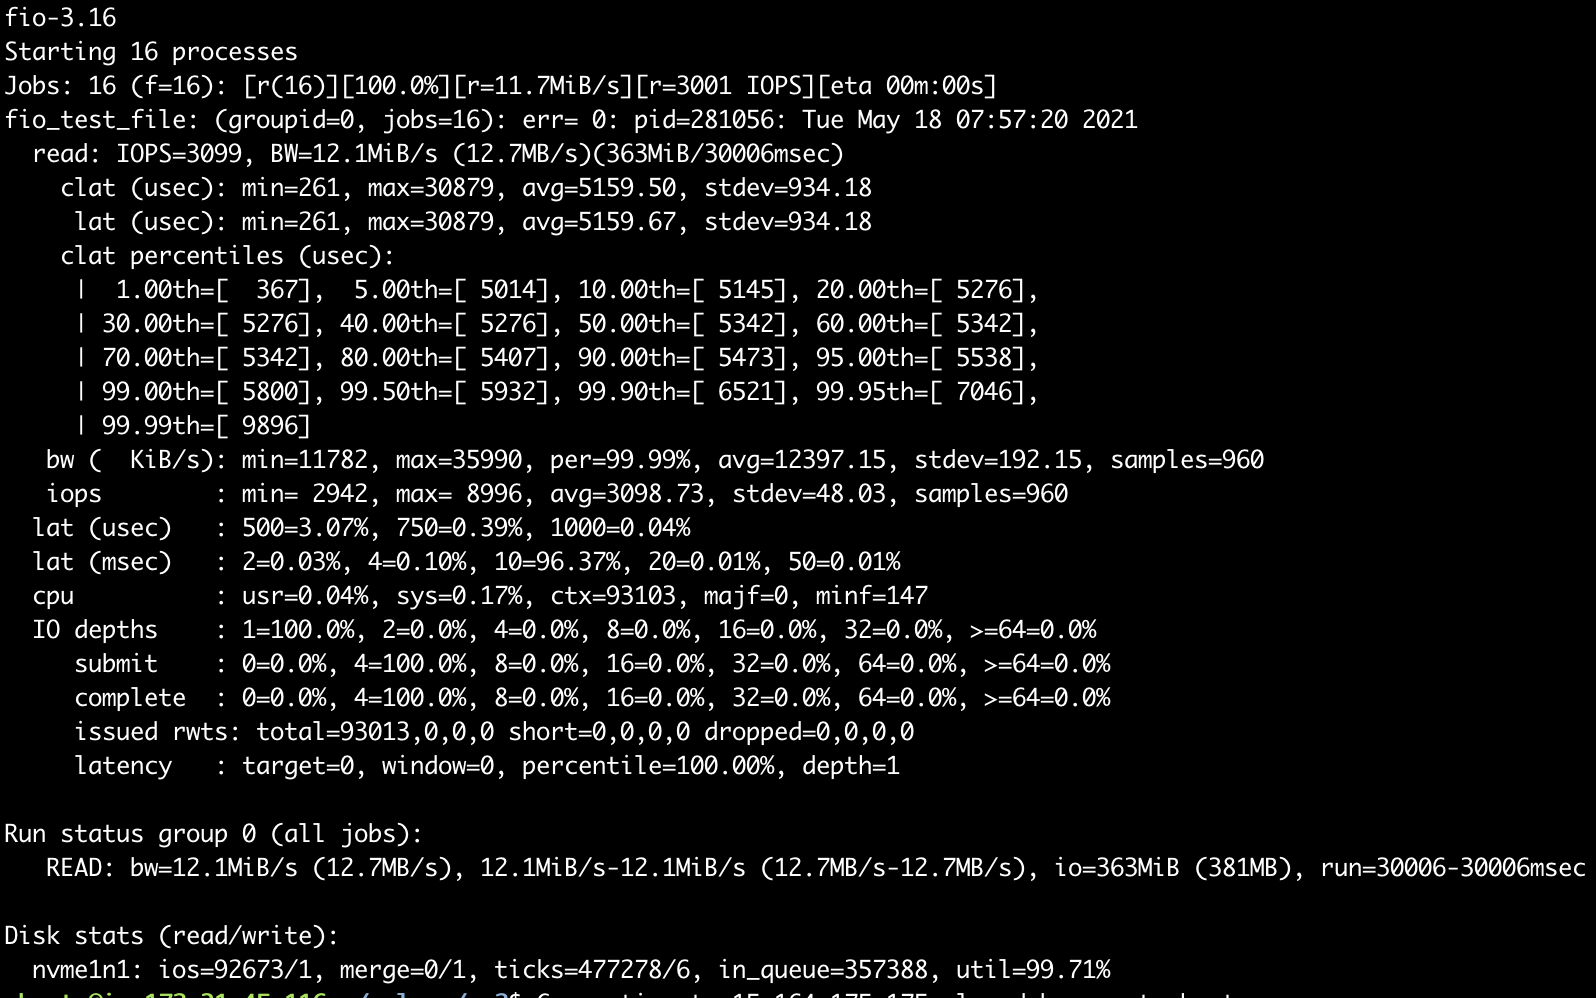 fio-3.16
Starting 16 processes
Jobs: 16 (f=16): [r(16)][100.0%][r=11.7MiB/s][r=3001 IOPS][eta 00m:00s]
fio_test_file: (groupid=0, jobs=16): err= 0: pid=281056: Tue May 18 07:57:20 2021
  read: IOPS=3099, BW=12.1MiB/s (12.7MB/s)(363MiB/30006msec)
    clat (usec): min=261, max=30879, avg=5159.50, stdev=934.18
     lat (usec): min=261, max=30879, avg=5159.67, stdev=934.18
    clat percentiles (usec):
     |  1.00th=[  367],  5.00th=[ 5014], 10.00th=[ 5145], 20.00th=[ 5276],
     | 30.00th=[ 5276], 40.00th=[ 5276], 50.00th=[ 5342], 60.00th=[ 5342],
     | 70.00th=[ 5342], 80.00th=[ 5407], 90.00th=[ 5473], 95.00th=[ 5538],
     | 99.00th=[ 5800], 99.50th=[ 5932], 99.90th=[ 6521], 99.95th=[ 7046],
     | 99.99th=[ 9896]
   bw (  KiB/s): min=11782, max=35990, per=99.99%, avg=12397.15, stdev=192.15, samples=960
   iops        : min= 2942, max= 8996, avg=3098.73, stdev=48.03, samples=960
  lat (usec)   : 500=3.07%, 750=0.39%, 1000=0.04%
  lat (msec)   : 2=0.03%, 4=0.10%, 10=96.37%, 20=0.01%, 50=0.01%
  cpu          : usr=0.04%, sys=0.17%, ctx=93103, majf=0, minf=147
  IO depths    : 1=100.0%, 2=0.0%, 4=0.0%, 8=0.0%, 16=0.0%, 32=0.0%, >=64=0.0%
     submit    : 0=0.0%, 4=100.0%, 8=0.0%, 16=0.0%, 32=0.0%, 64=0.0%, >=64=0.0%
     complete  : 0=0.0%, 4=100.0%, 8=0.0%, 16=0.0%, 32=0.0%, 64=0.0%, >=64=0.0%
     issued rwts: total=93013,0,0,0 short=0,0,0,0 dropped=0,0,0,0
     latency   : target=0, window=0, percentile=100.00%, depth=1
Run status group 0 (all jobs):
   READ: bw=12.1MiB/s (12.7MB/s), 12.1MiB/s-12.1MiB/s (12.7MB/s-12.7MB/s), io=363MiB (381MB), run=30006-30006msec
Disk stats (read/write):
  nvme1n1: ios=92673/1, merge=0/1, ticks=477278/6, in_queue=357388, util=99.71%